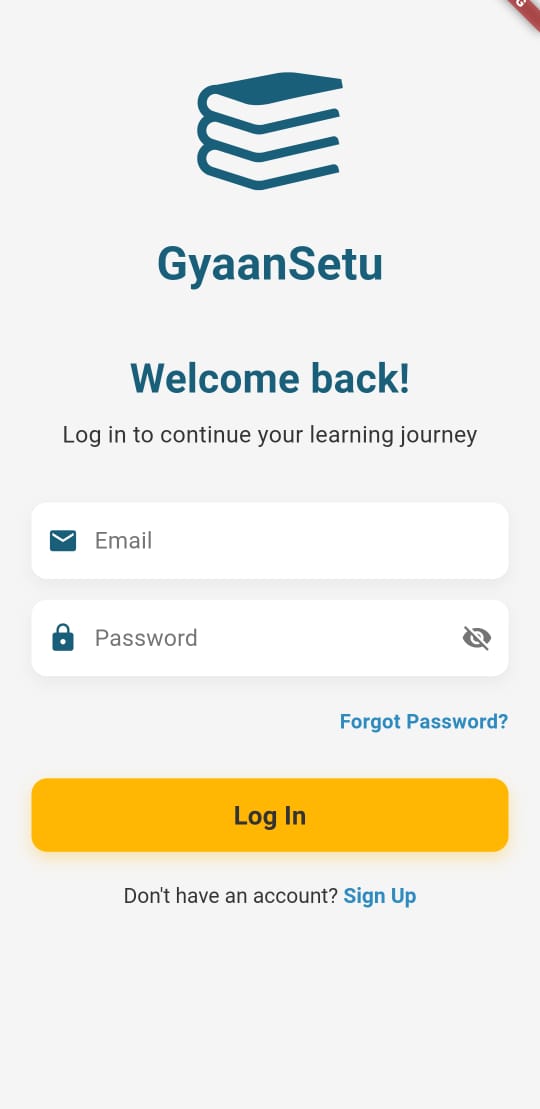 GyaanSetu
Welcome back!
Log in to continue your learning journey
Email
Password
Forgot Password?
Log In
Don't have an account? Sign Up